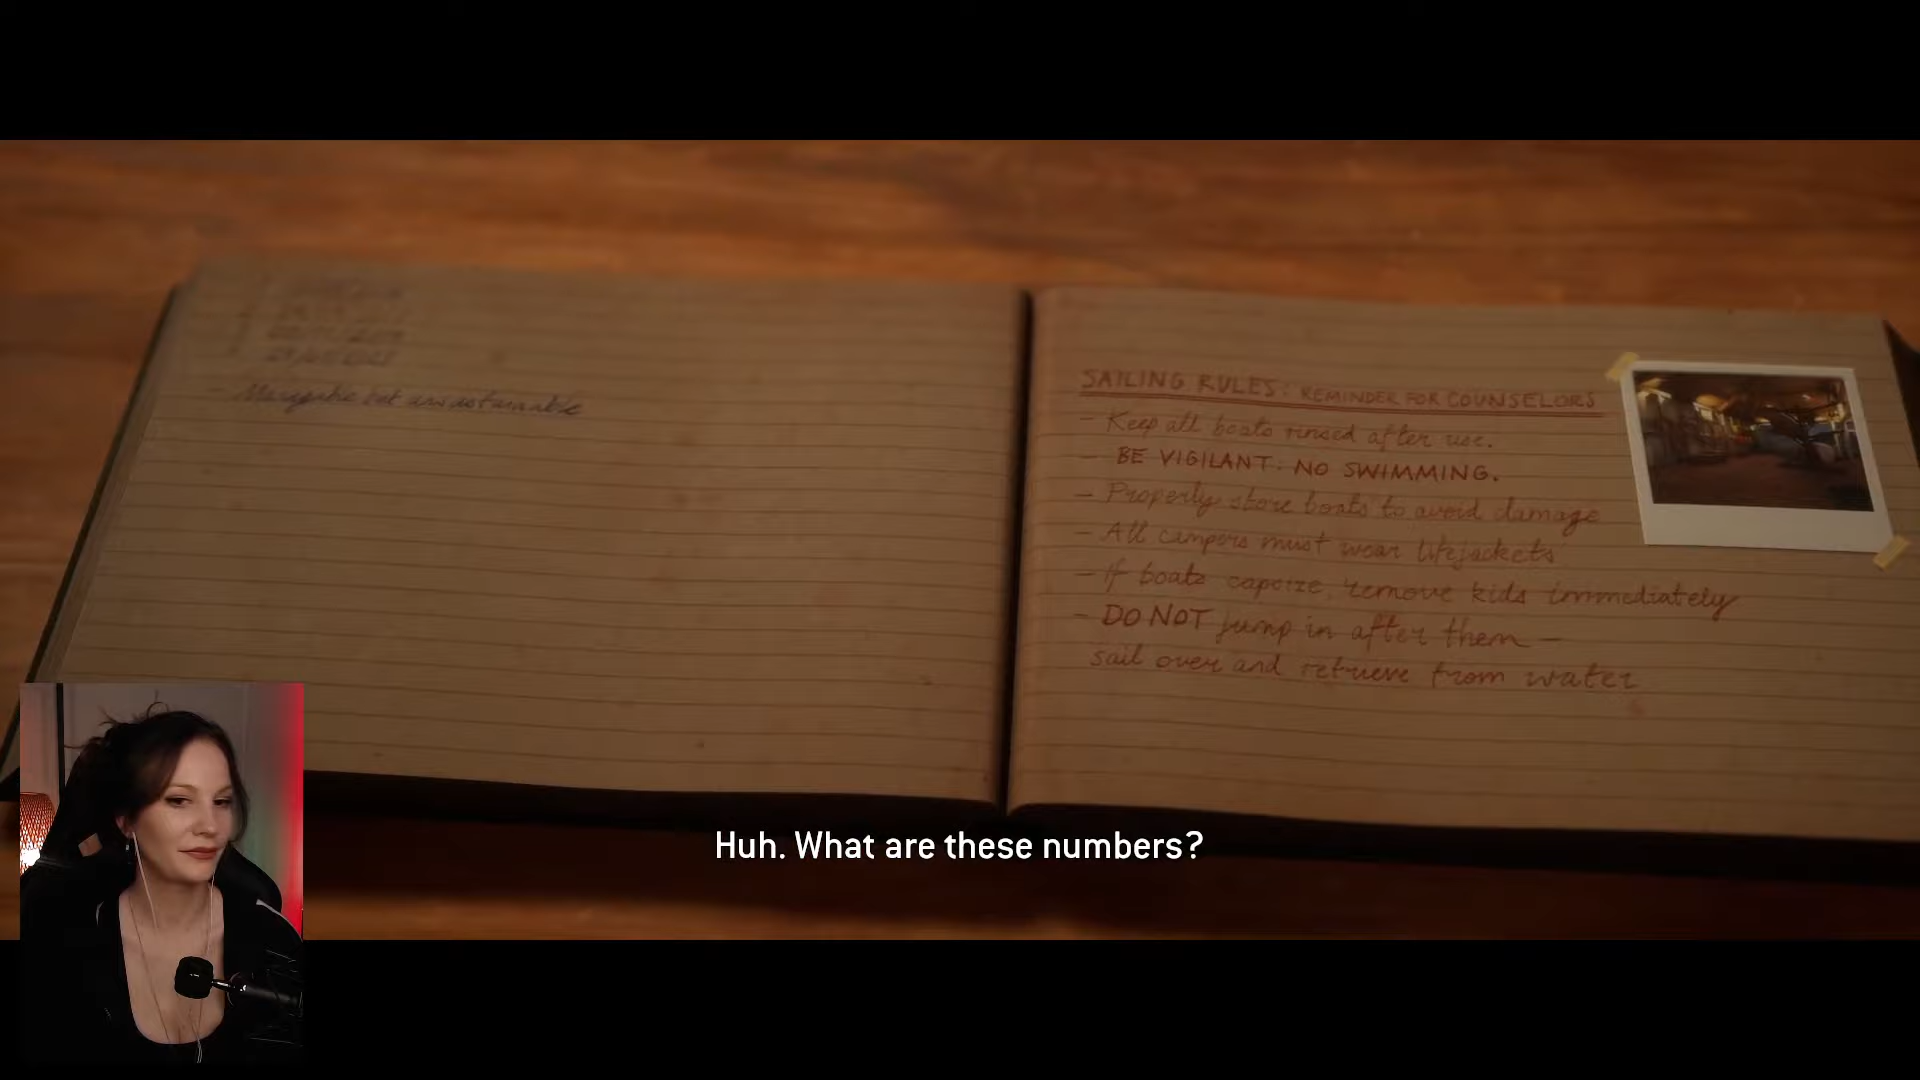 SAILING RULES: REMINDER FOR COUNSELORS
- Keep all boats rinsed after use.
- BE VIGILANT: NO SWIMMING.
- Properly store boats to avoid damage
- All campers must wear lifejackets
- If boats capsize, remove kids immediately
- DO NOT jump in after them -
sail over and retrieve from water
Huh. What are these numbers?